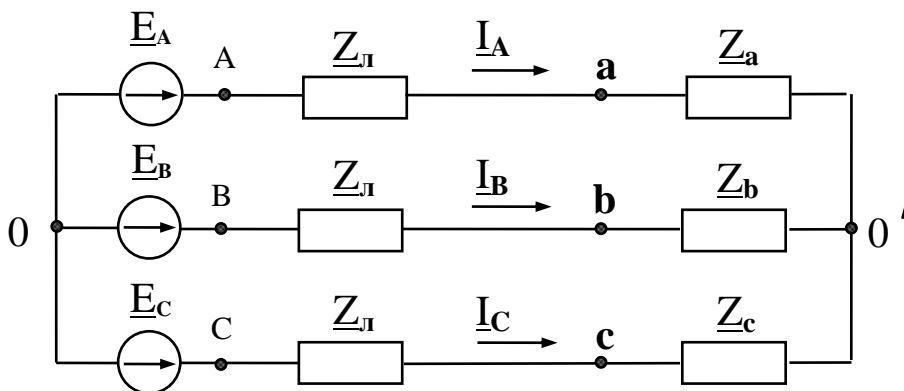 E_A A Z_л I_A a Z_a
E_B B Z_л I_B b Z_b
0 0'
E_C C Z_л I_C c Z_c